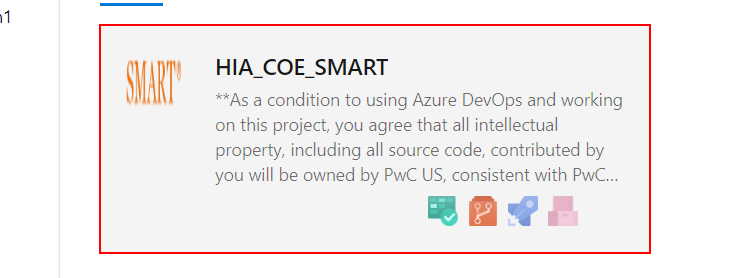 n1
SMART®
HIA_COE_SMART
**As a condition to using Azure DevOps and working
on this project, you agree that all intellectual
property, including all source code, contributed by
you will be owned by PwC US, consistent with PwC...